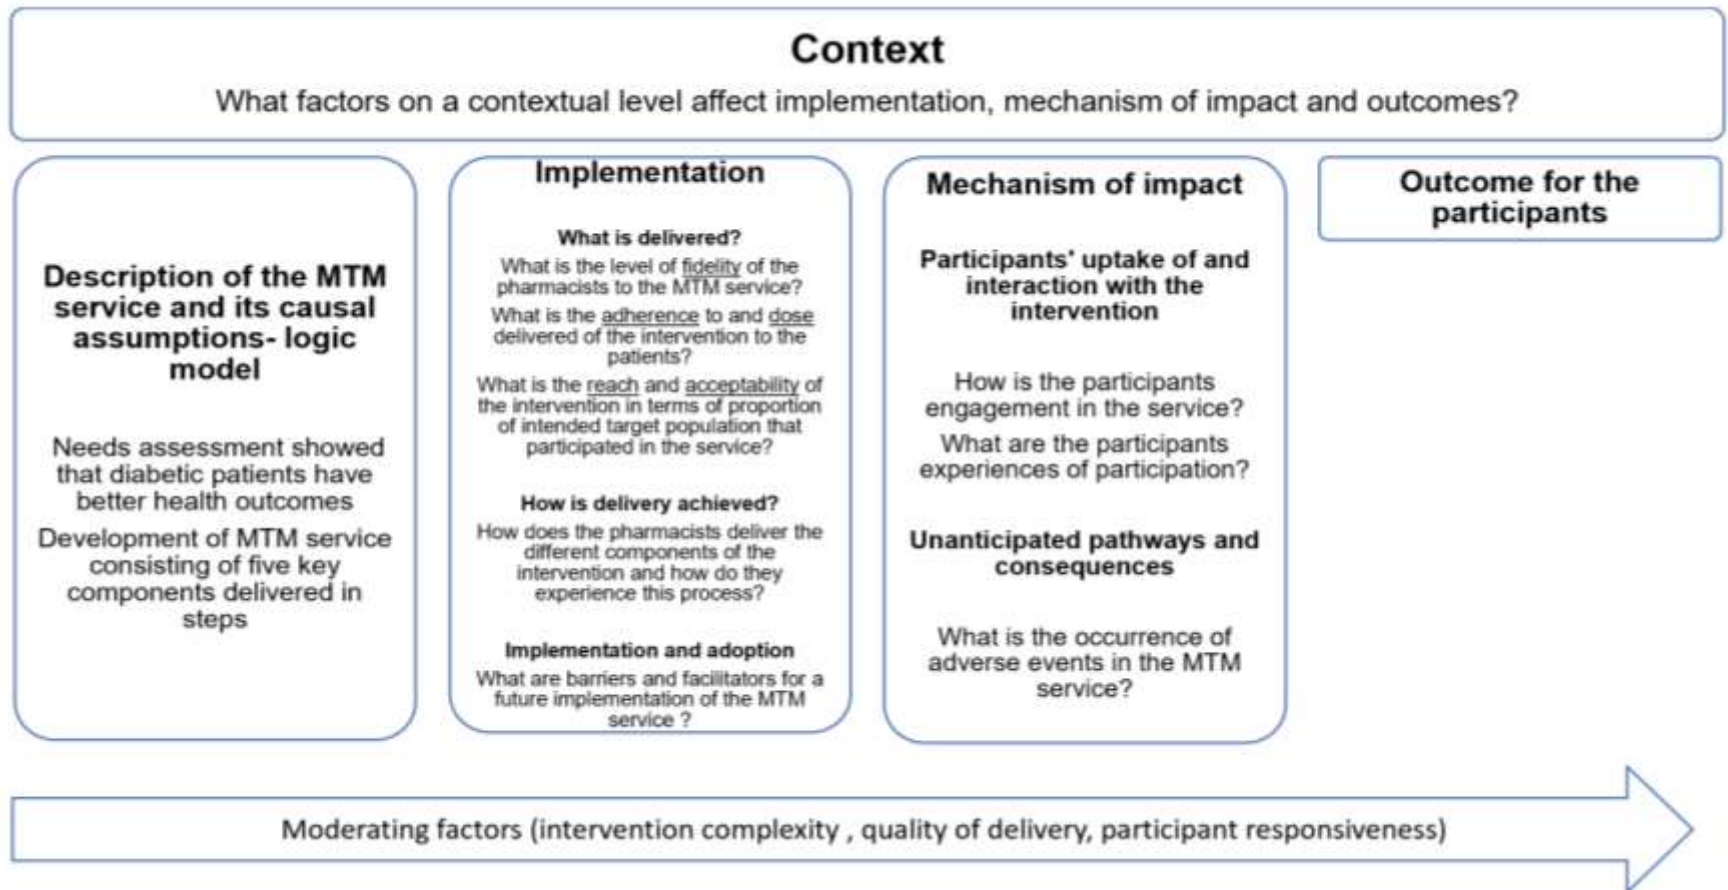 Context
What factors on a contextual level affect implementation, mechanism of impact and outcomes?
Description of the MTM
service and its causal
assumptions- logic
model
Needs assessment showed
that diabetic patients have
better health outcomes
Development of MTM service
consisting of five key
components delivered in
steps
Implementation
What is delivered?
What is the level of fidelity of the
pharmacists to the MTM service?
What is the adherence to and dose
delivered of the intervention to the
patients?
What is the reach and acceptability of
the intervention in terms of proportion
of intended target population that
participated in the service?
How is delivery achieved?
How does the pharmacists deliver the
different components of the
intervention and how do they
experience this process?
Implementation and adoption
What are barriers and facilitators for a
future implementation of the MTM
service ?
Mechanism of impact
Participants' uptake of and
interaction with the
intervention
How is the participants
engagement in the service?
What are the participants
experiences of participation?
Unanticipated pathways and
consequences
What is the occurrence of
adverse events in the MTM
service?
Outcome for the
participants
Moderating factors (intervention complexity , quality of delivery, participant responsiveness)